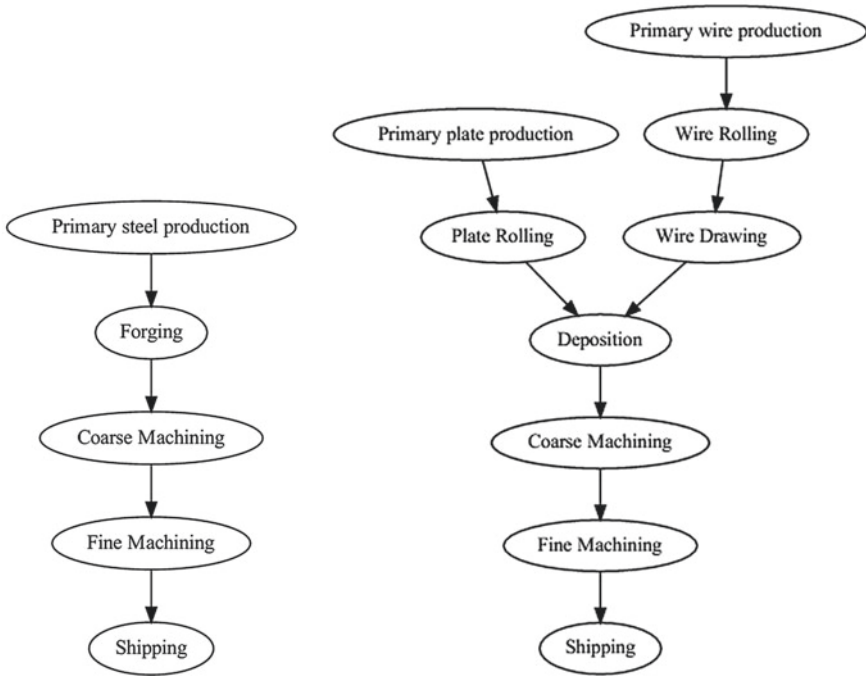 Primary steel production
Forging
Coarse Machining
Fine Machining
Shipping
Primary wire production
Primary plate production
Wire Rolling
Plate Rolling
Wire Drawing
Deposition
Coarse Machining
Fine Machining
Shipping